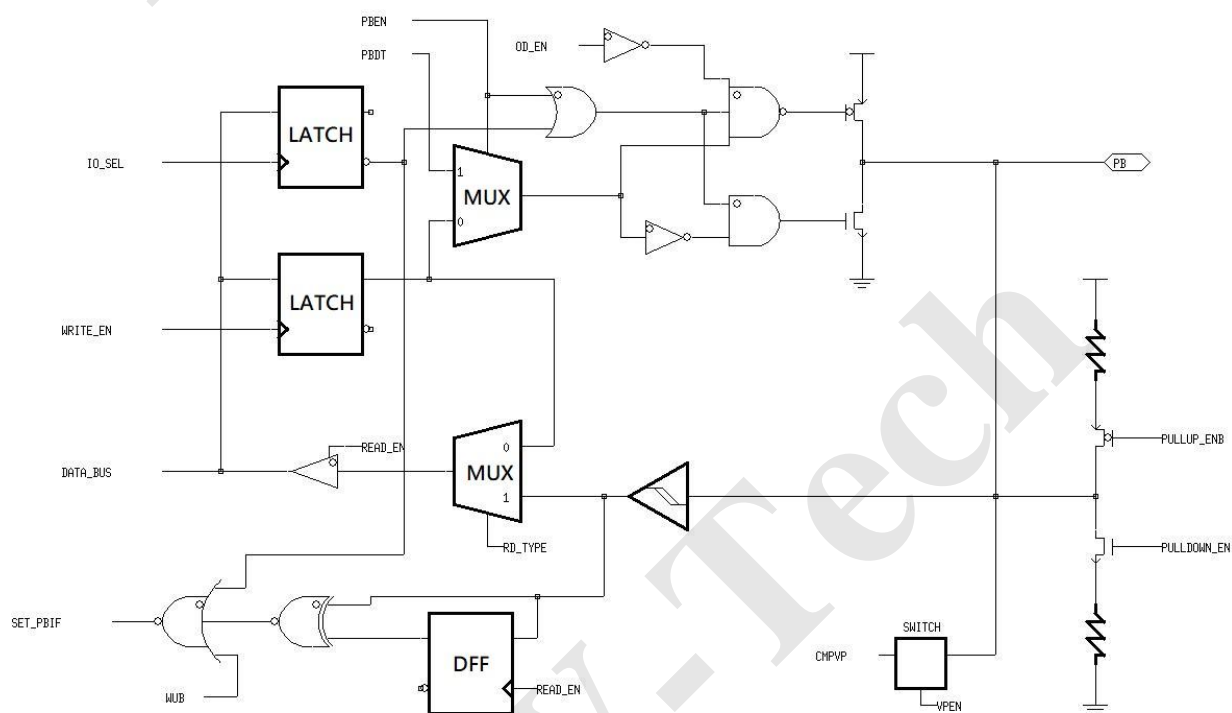 PBEN
OD_EN
PBDT
LATCH
IO_SEL
1
MUX
0
PB
LATCH
WRITE_EN
READ_EN
0
MUX
1
DATA_BUS
PULLUP_ENB
RD_TYPE
PULLDOWN_EN
SET_PBIF
DFF
SWITCH
CMPVP
READ_EN
WUB
VPEN
-Tech